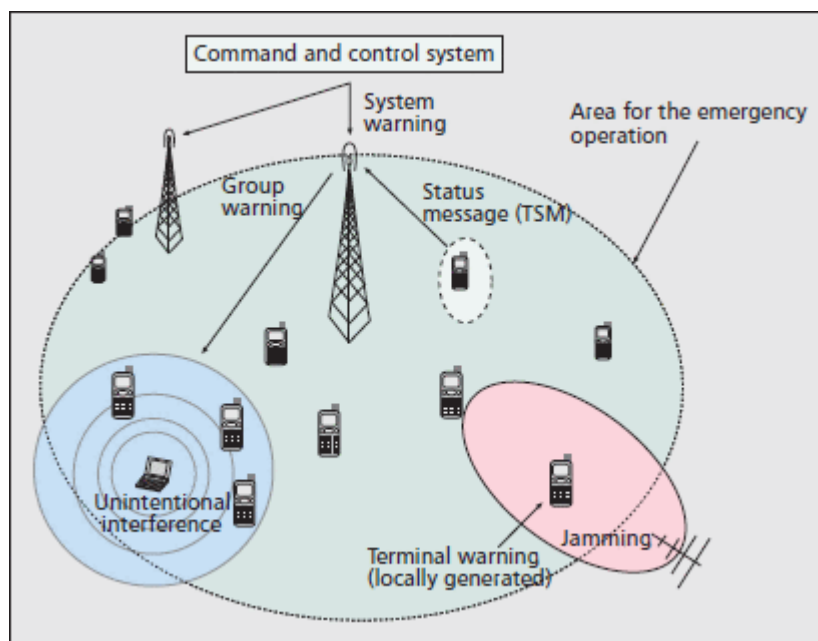 Command and control system
System
warning
Area for the emergency
operation
Group
warning
Status
message (TSM)
Unintentional
interference
Jamming
Terminal warning
(locally generated)